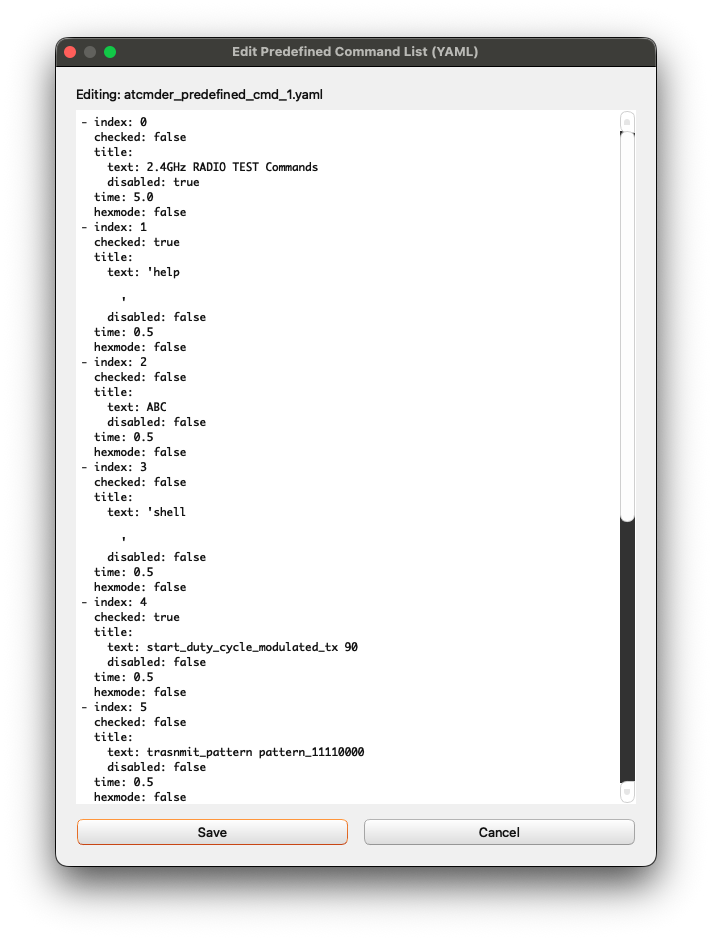 Edit Predefined Command List (YAML)
Editing: atcmder_predefined_cmd_1.yaml
- index: 0
  checked: false
  title:
    text: 2.4GHz RADIO TEST Commands
    disabled: true
  time: 5.0
  hexmode: false
- index: 1
  checked: true
  title:
    text: 'help

      '
    disabled: false
  time: 0.5
  hexmode: false
- index: 2
  checked: false
  title:
    text: ABC
    disabled: false
  time: 0.5
  hexmode: false
- index: 3
  checked: false
  title:
    text: 'shell

      '
    disabled: false
  time: 0.5
  hexmode: false
- index: 4
  checked: true
  title:
    text: start_duty_cycle_modulated_tx 90
    disabled: false
  time: 0.5
  hexmode: false
- index: 5
  checked: false
  title:
    text: trasnmit_pattern pattern_11110000
    disabled: false
  time: 0.5
  hexmode: false
Save
Cancel